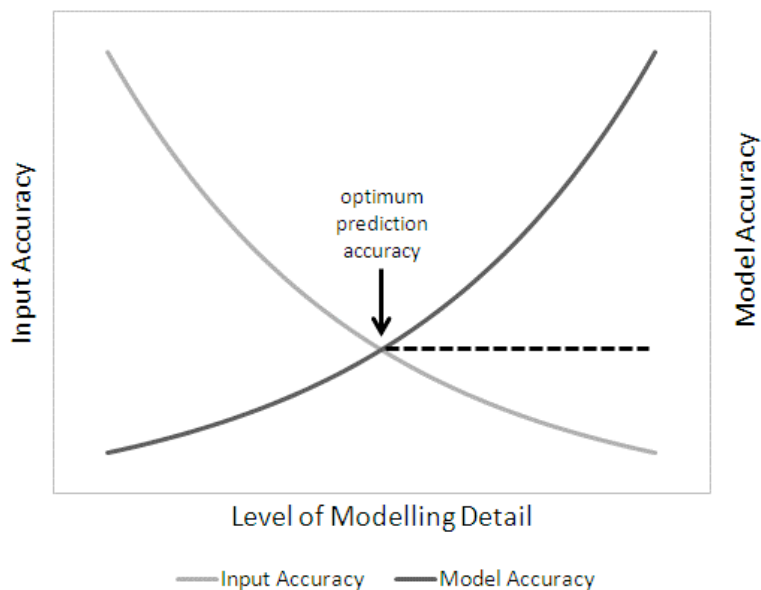 optimum
prediction
accuracy
Input Accuracy
Model Accuracy
Level of Modelling Detail
Input Accuracy
Model Accuracy